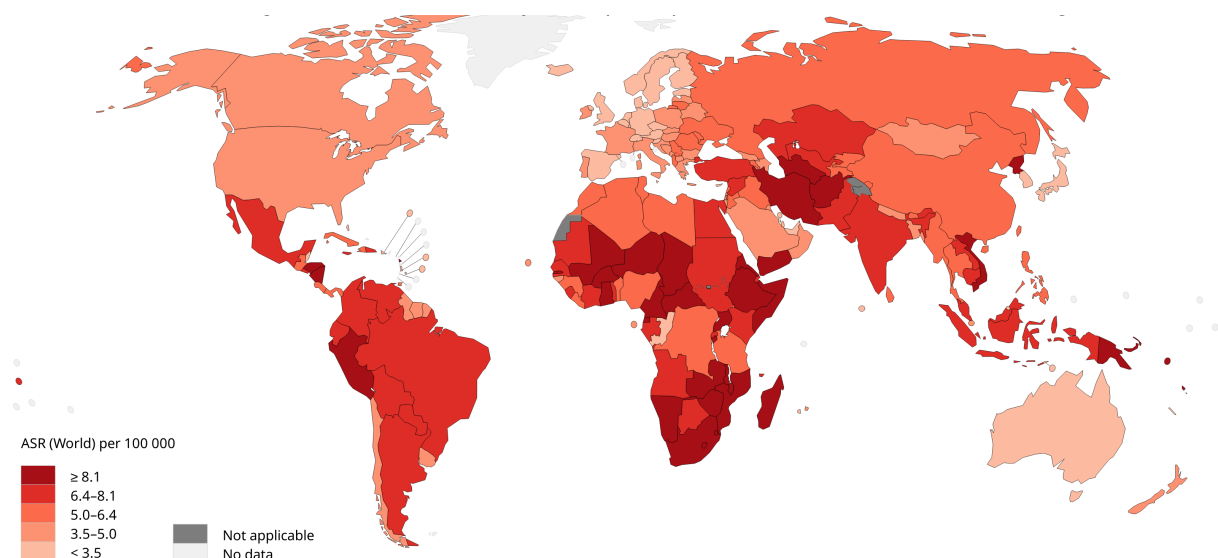 ASR (World) per 100 000
≥ 8.1
6.4–8.1
5.0–6.4
3.5–5.0
< 3.5
Not applicable
No data